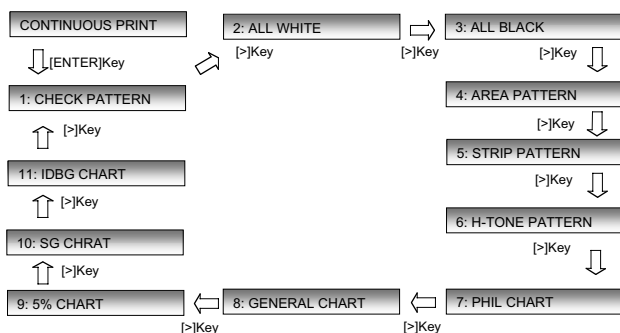 CONTINUOUS PRINT
[ENTER]Key
1: CHECK PATTERN
[>]Key
2: ALL WHITE
[>]Key
3: ALL BLACK
[>]Key
4: AREA PATTERN
[>]Key
5: STRIP PATTERN
[>]Key
6: H-TONE PATTERN
[>]Key
7: PHIL CHART
[>]Key
8: GENERAL CHART
[>]Key
9: 5% CHART
[>]Key
10: SG CHRAT
[>]Key
11: IDBG CHART
[>]Key